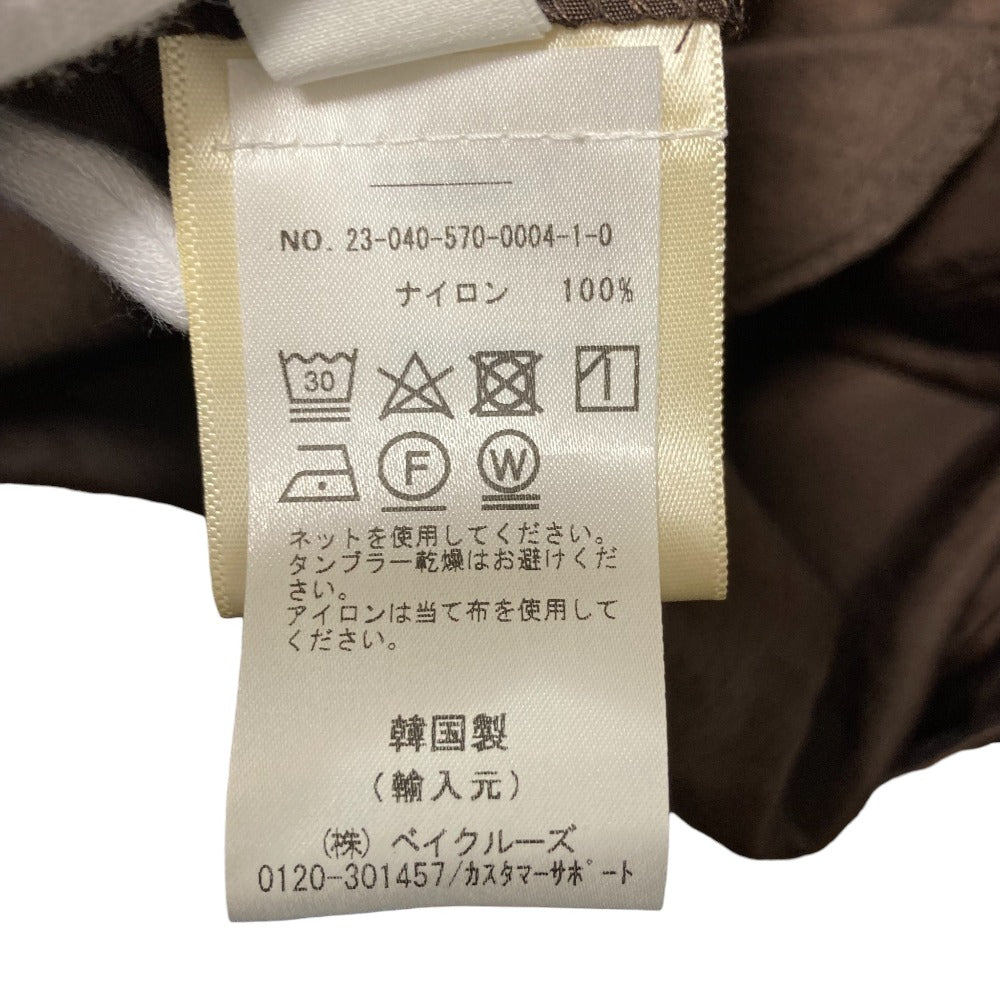 NO. 23-040-570-0004-1-0
ナイロン 100%
30
F W
ネットを使用してください。
タンブラー乾燥はお避けくだ
さい。
アイロンは当て布を使用して
ください。
韓国製
(輸入元)
(株) ベイクルーズ
0120-301457/カスタマーサポート